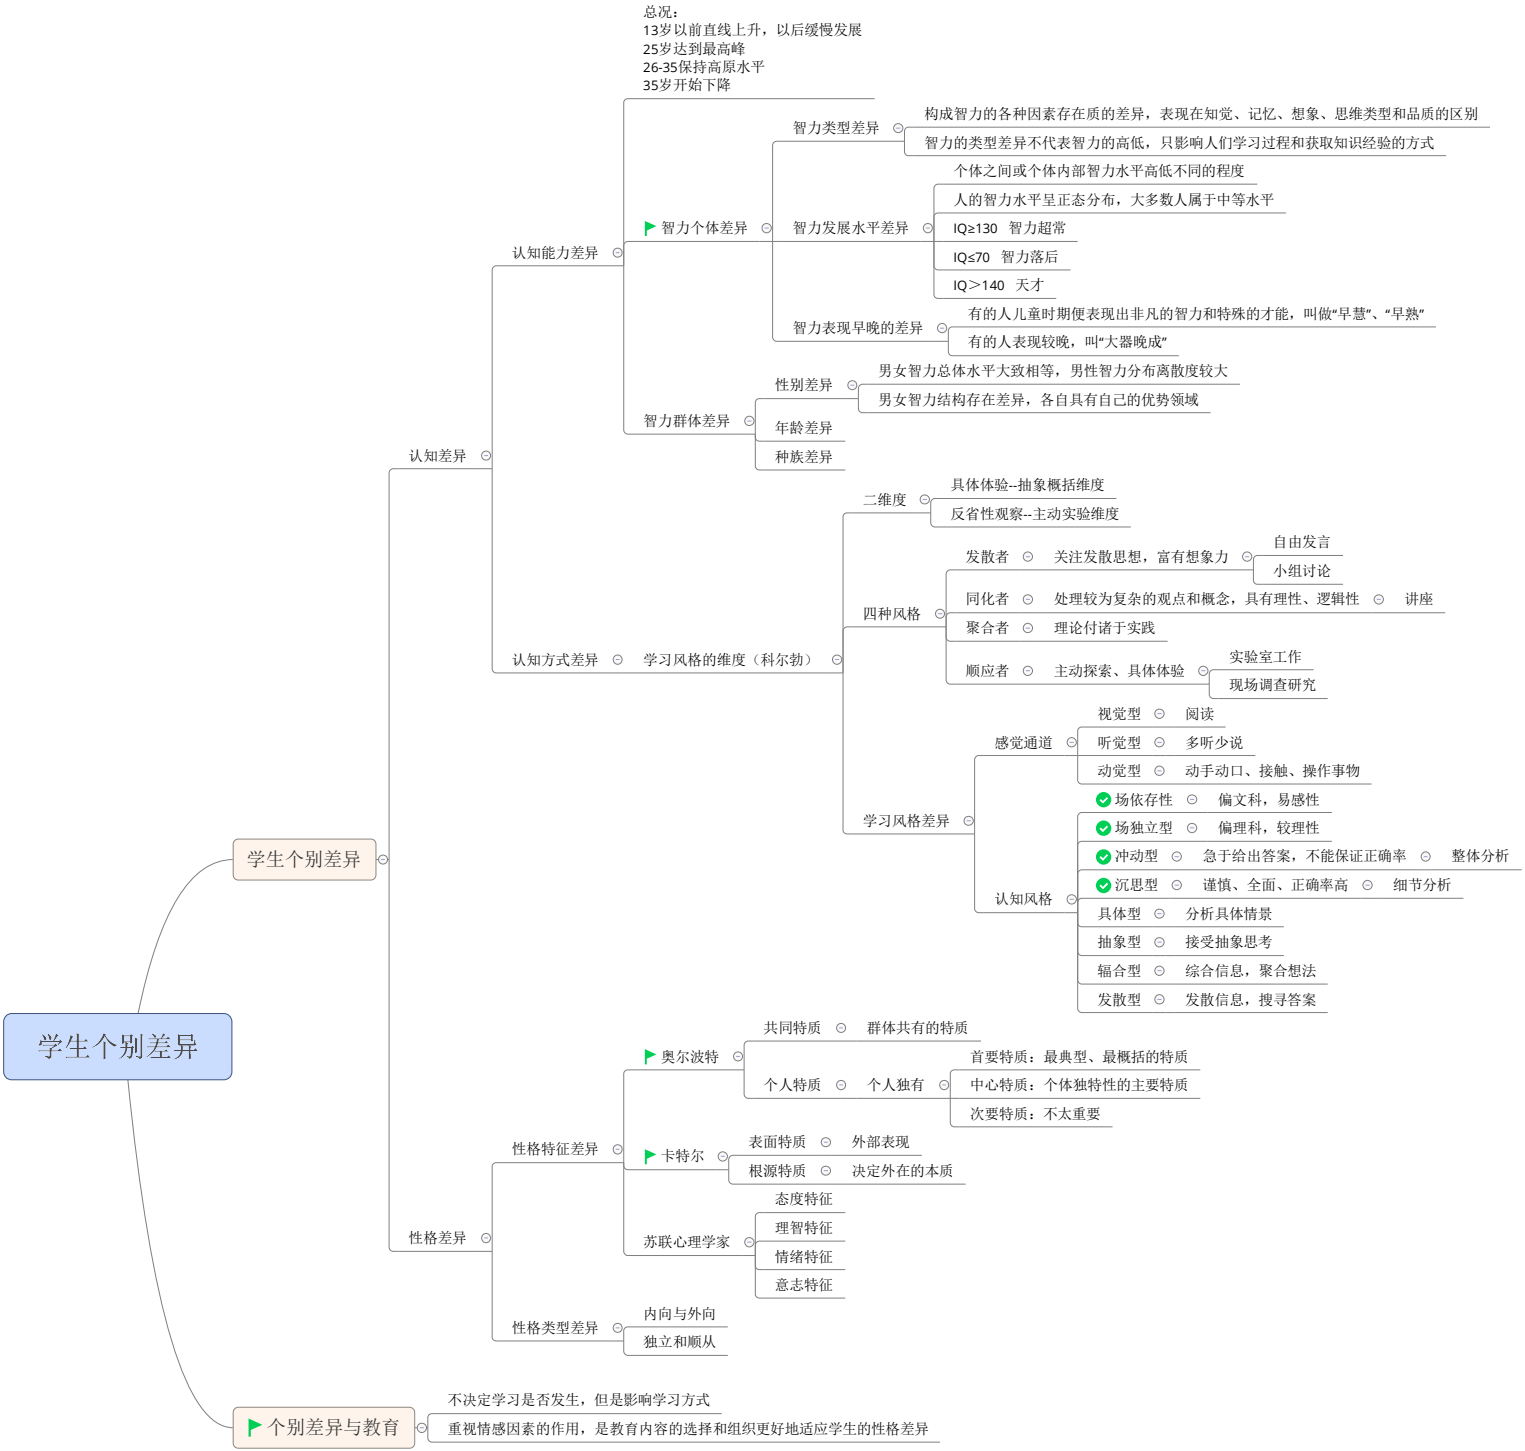 总况：
13岁以前直线上升，以后缓慢发展
25岁达到最高峰
26-35保持高原水平
35岁开始下降
构成智力的各种因素存在质的差异，表现在知觉、记忆、想象、思维类型和品质的区别
智力类型差异
智力的类型差异不代表智力的高低，只影响人们学习过程和获取知识经验的方式
个体之间或个体内部智力水平高低不同的程度
人的智力水平呈正态分布，大多数人属于中等水平
智力个体差异
智力发展水平差异
IQ≥130 智力超常
认知能力差异
IQ≤70 智力落后
IQ＞140 天才
有的人儿童时期便表现出非凡的智力和特殊的才能，叫做“早慧”、“早熟”
智力表现早晚的差异
有的人表现较晚，叫“大器晚成”
男女智力总体水平大致相等，男性智力分布离散度较大
性别差异
男女智力结构存在差异，各自具有自己的优势领域
智力群体差异
年龄差异
种族差异
认知差异
具体体验--抽象概括维度
二维度
反省性观察--主动实验维度
自由发言
发散者
关注发散思想，富有想象力
小组讨论
同化者
处理较为复杂的观点和概念，具有理性、逻辑性
讲座
四种风格
聚合者
理论付诸于实践
认知方式差异
学习风格的维度（科尔勃）
实验室工作
顺应者
主动探索、具体体验
现场调查研究
视觉型
阅读
感觉通道
听觉型
多听少说
动觉型
动手动口、接触、操作事物
学习风格差异
场依存性
偏文科，易感性
场独立型
偏理科，较理性
冲动型
急于给出答案，不能保证正确率
整体分析
沉思型
谨慎、全面、正确率高
细节分析
认知风格
具体型
分析具体情景
抽象型
接受抽象思考
辐合型
综合信息，聚合想法
发散型
发散信息，搜寻答案
学生个别差异
学生个别差异
共同特质
群体共有的特质
奥尔波特
首要特质：最典型、最概括的特质
个人特质
个人独有
中心特质：个体独特性的主要特质
次要特质：不太重要
性格特征差异
表面特质
外部表现
卡特尔
根源特质
决定外在的本质
态度特征
理智特征
苏联心理学家
情绪特征
意志特征
性格差异
内向与外向
性格类型差异
独立和顺从
不决定学习是否发生，但是影响学习方式
个别差异与教育
重视情感因素的作用，是教育内容的选择和组织更好地适应学生的性格差异